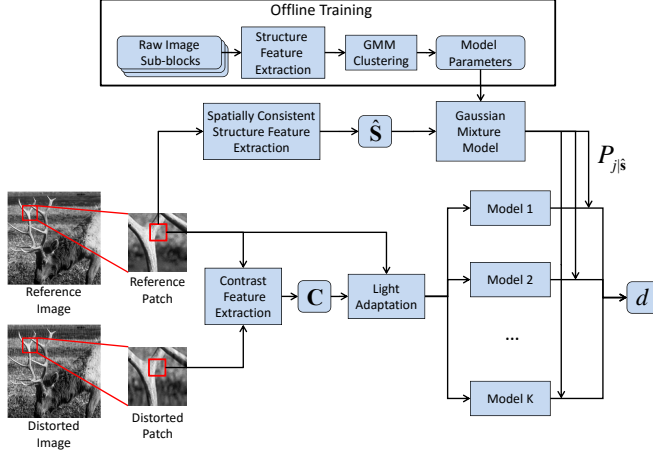 Offline Training
Raw Image
Sub-blocks
Structure
Feature
Extraction
GMM
Clustering
Model
Parameters
Spatially Consistent
Structure Feature
Extraction
Ŝ
Gaussian
Mixture
Model
P_{j|ŝ}
Reference
Image
Reference
Patch
Contrast
Feature
Extraction
C
Light
Adaptation
Model 1
Model 2
...
Model K
d
Distorted
Image
Distorted
Patch